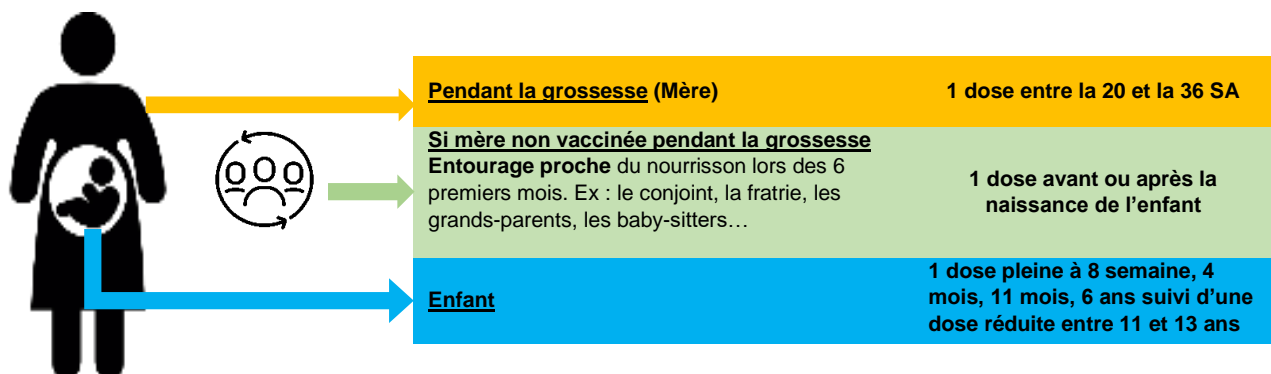 Pendant la grossesse (Mère)
1 dose entre la 20 et la 36 SA
Si mère non vaccinée pendant la grossesse
Entourage proche du nourrisson lors des 6
premiers mois. Ex : le conjoint, la fratrie, les
grands-parents, les baby-sitters…
1 dose avant ou après la
naissance de l’enfant
Enfant
1 dose pleine à 8 semaine, 4
mois, 11 mois, 6 ans suivi d’une
dose réduite entre 11 et 13 ans